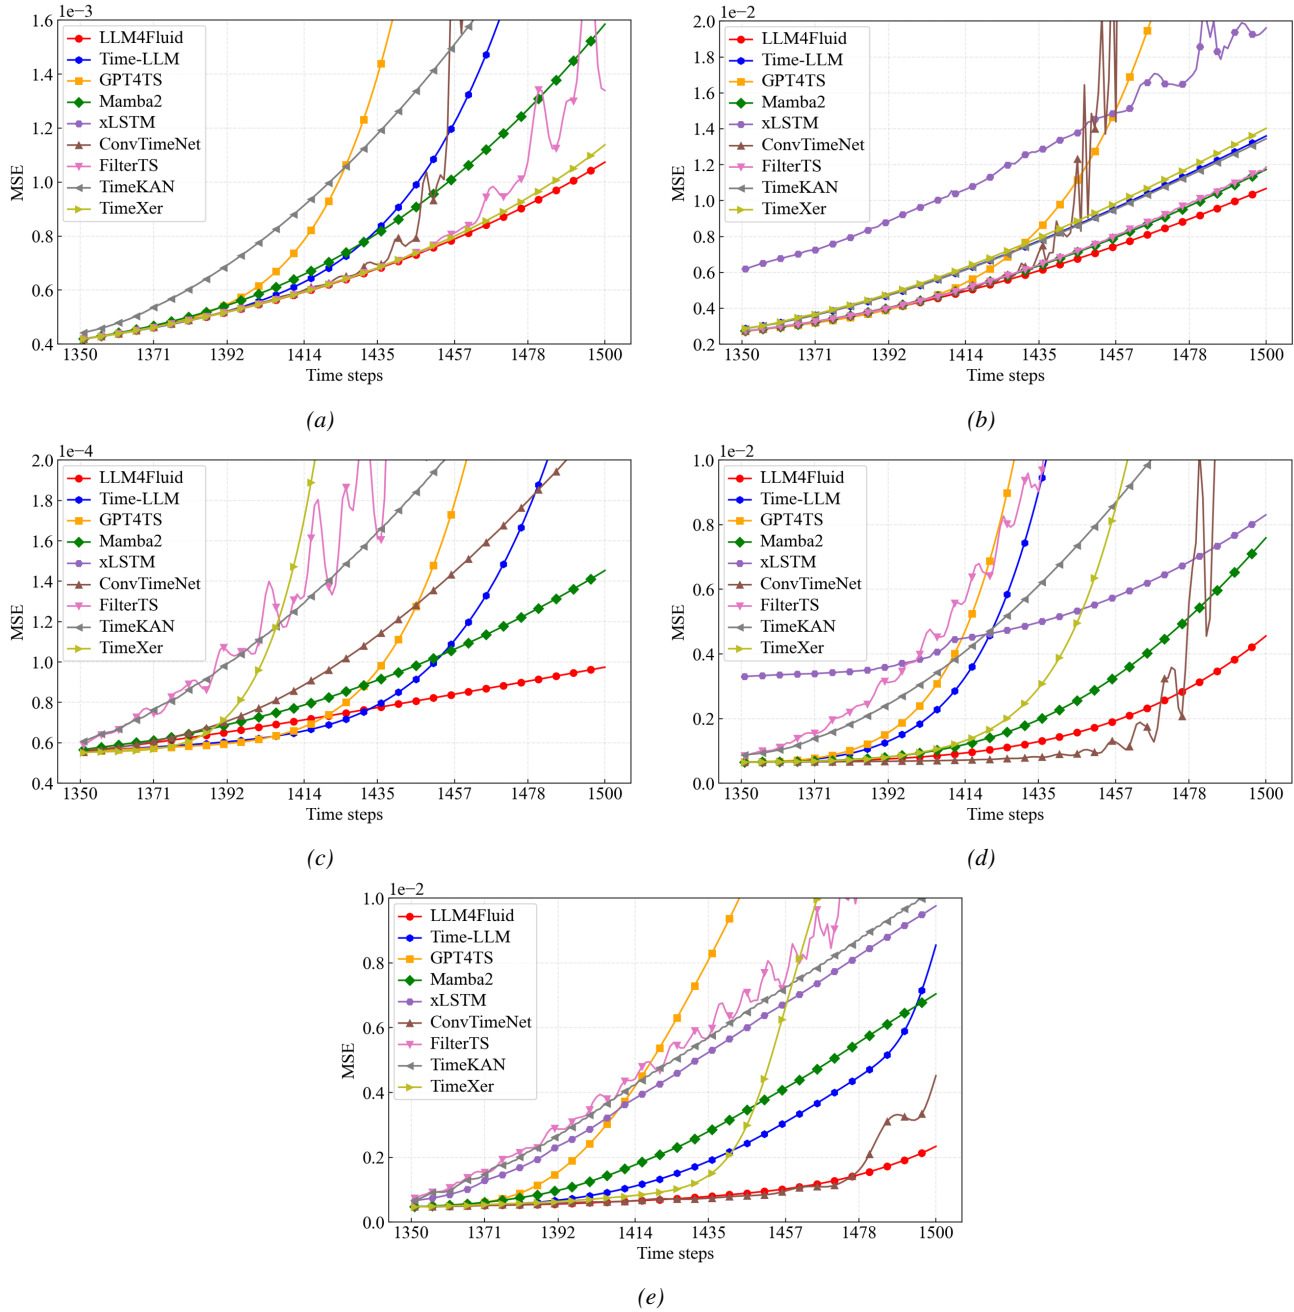 1e−3
1.6
1.4
1.2
1.0
0.8
0.6
0.4
MSE
LLM4Fluid
Time-LLM
GPT4TS
Mamba2
xLSTM
ConvTimeNet
FilterTS
TimeKAN
TimeXer
1350 1371 1392 1414 1435 1457 1478 1500
Time steps
(a)
1e−2
2.0
1.8
1.6
1.4
1.2
1.0
0.8
0.6
0.4
0.2
MSE
LLM4Fluid
Time-LLM
GPT4TS
Mamba2
xLSTM
ConvTimeNet
FilterTS
TimeKAN
TimeXer
1350 1371 1392 1414 1435 1457 1478 1500
Time steps
(b)
1e−4
2.0
1.8
1.6
1.4
1.2
1.0
0.8
0.6
0.4
MSE
LLM4Fluid
Time-LLM
GPT4TS
Mamba2
xLSTM
ConvTimeNet
FilterTS
TimeKAN
TimeXer
1350 1371 1392 1414 1435 1457 1478 1500
Time steps
(c)
1e−2
1.0
0.8
0.6
0.4
0.2
0.0
MSE
LLM4Fluid
Time-LLM
GPT4TS
Mamba2
xLSTM
ConvTimeNet
FilterTS
TimeKAN
TimeXer
1350 1371 1392 1414 1435 1457 1478 1500
Time steps
(d)
1e−2
1.0
0.8
0.6
0.4
0.2
0.0
MSE
LLM4Fluid
Time-LLM
GPT4TS
Mamba2
xLSTM
ConvTimeNet
FilterTS
TimeKAN
TimeXer
1350 1371 1392 1414 1435 1457 1478 1500
Time steps
(e)